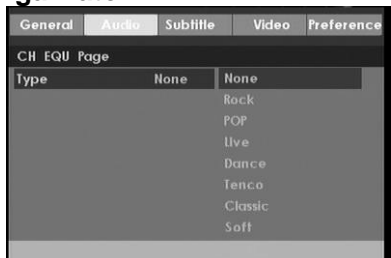 General Audio Subtitle Video Preference
CH EQU Page
Type None None
Rock
POP
Live
Dance
Tenco
Classic
Soft